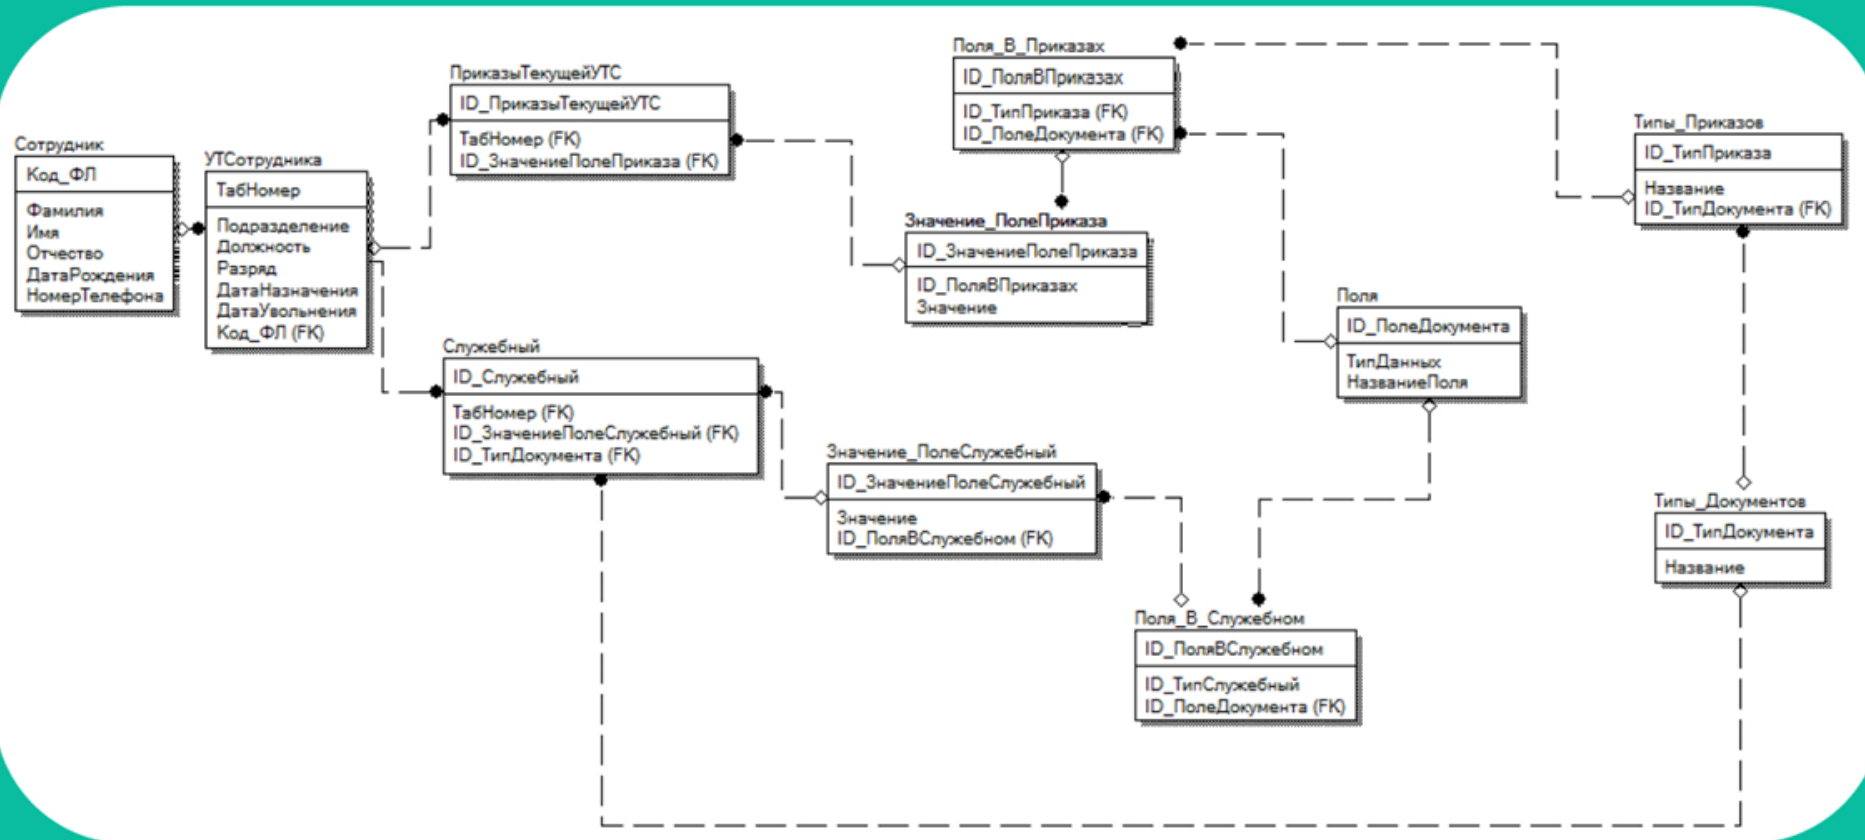 Сотрудник
Код_ФЛ
Фамилия
Имя
Отчество
ДатаРождения
НомерТелефона
УТСотрудника
ТабНомер
Подразделение
Должность
Разряд
ДатаНазначения
ДатаУвольнения
Код_ФЛ (FK)
ПриказыТекущейУТС
ID_ПриказыТекущейУТС
ТабНомер (FK)
ID_ЗначениеПолеПриказа (FK)
Служебный
ID_Служебный
ТабНомер (FK)
ID_ЗначениеПолеСлужебный (FK)
ID_ТипДокумента (FK)
Поля_В_Приказах
ID_ПоляВПриказах
ID_ТипПриказа (FK)
ID_ПолеДокумента (FK)
Значение_ПолеПриказа
ID_ЗначениеПолеПриказа
ID_ПоляВПриказах
Значение
Значение_ПолеСлужебный
ID_ЗначениеПолеСлужебный
Значение
ID_ПоляВСлужебном (FK)
Поля_В_Служебном
ID_ПоляВСлужебном
ID_ТипСлужебный
ID_ПолеДокумента (FK)
Поля
ID_ПолеДокумента
ТипДанных
НазваниеПоля
Типы_Приказов
ID_ТипПриказа
Название
ID_ТипДокумента (FK)
Типы_Документов
ID_ТипДокумента
Название